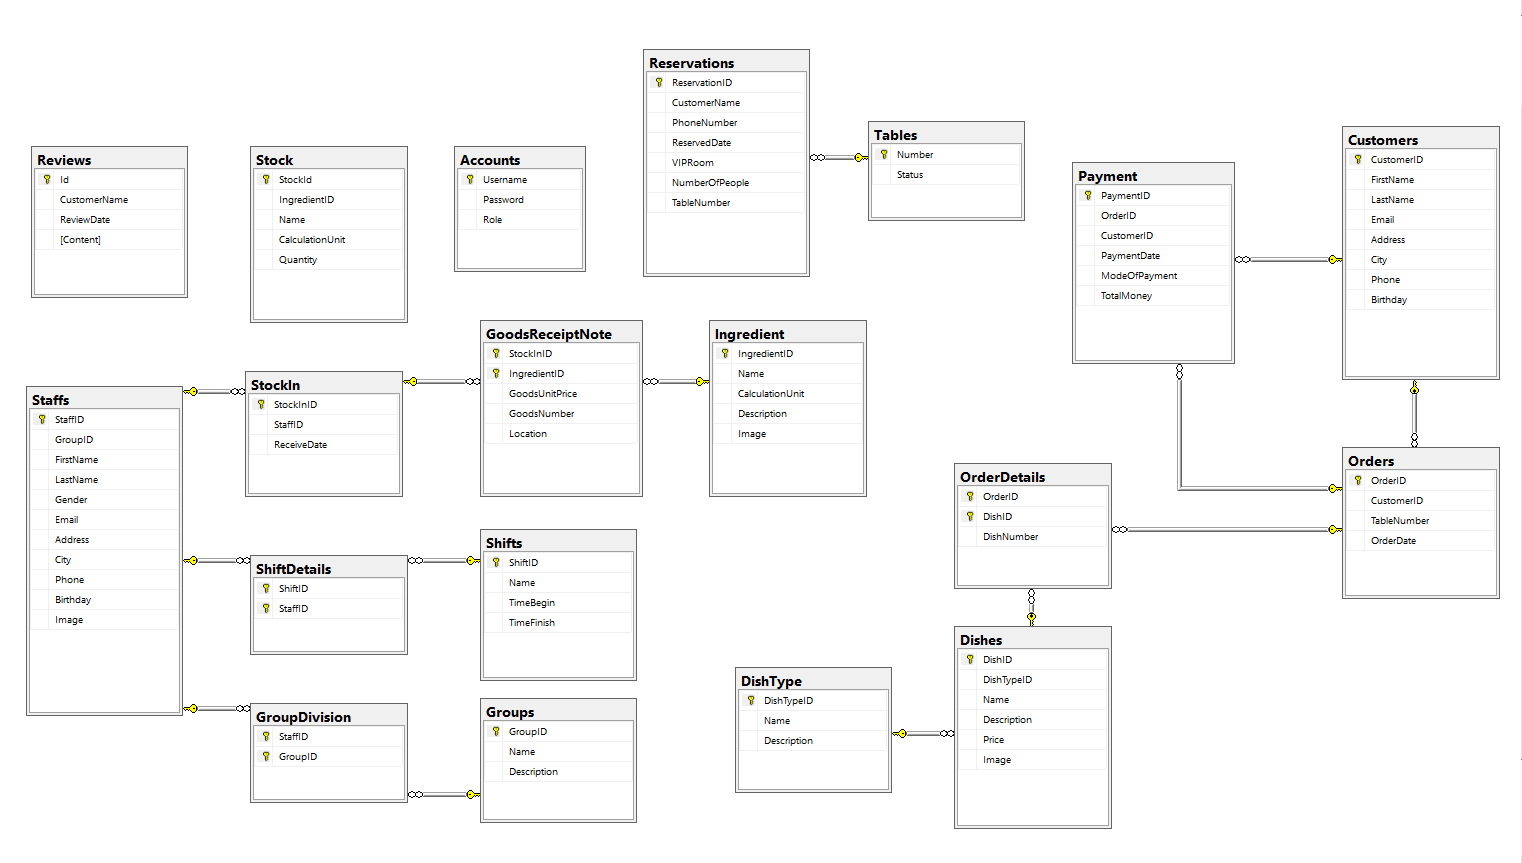 Reservations
ReservationID
CustomerName
PhoneNumber
ReservedDate
VIPRoom
NumberOfPeople
TableNumber
Tables
Number
Status
Customers
CustomerID
FirstName
LastName
Email
Address
City
Phone
Birthday
Reviews
Id
CustomerName
ReviewDate
[Content]
Stock
StockId
IngredientID
Name
CalculationUnit
Quantity
Accounts
Username
Password
Role
Payment
PaymentID
OrderID
CustomerID
PaymentDate
ModeOfPayment
TotalMoney
GoodsReceiptNote
StockInID
IngredientID
GoodsUnitPrice
GoodsNumber
Location
Ingredient
IngredientID
Name
CalculationUnit
Description
Image
StockIn
StockInID
StaffID
ReceiveDate
Staffs
StaffID
GroupID
FirstName
LastName
Gender
Email
Address
City
Phone
Birthday
Image
Orders
OrderID
CustomerID
TableNumber
OrderDate
OrderDetails
OrderID
DishID
DishNumber
Shifts
ShiftID
Name
TimeBegin
TimeFinish
ShiftDetails
ShiftID
StaffID
Dishes
DishID
DishTypeID
Name
Description
Price
Image
DishType
DishTypeID
Name
Description
GroupDivision
StaffID
GroupID
Groups
GroupID
Name
Description